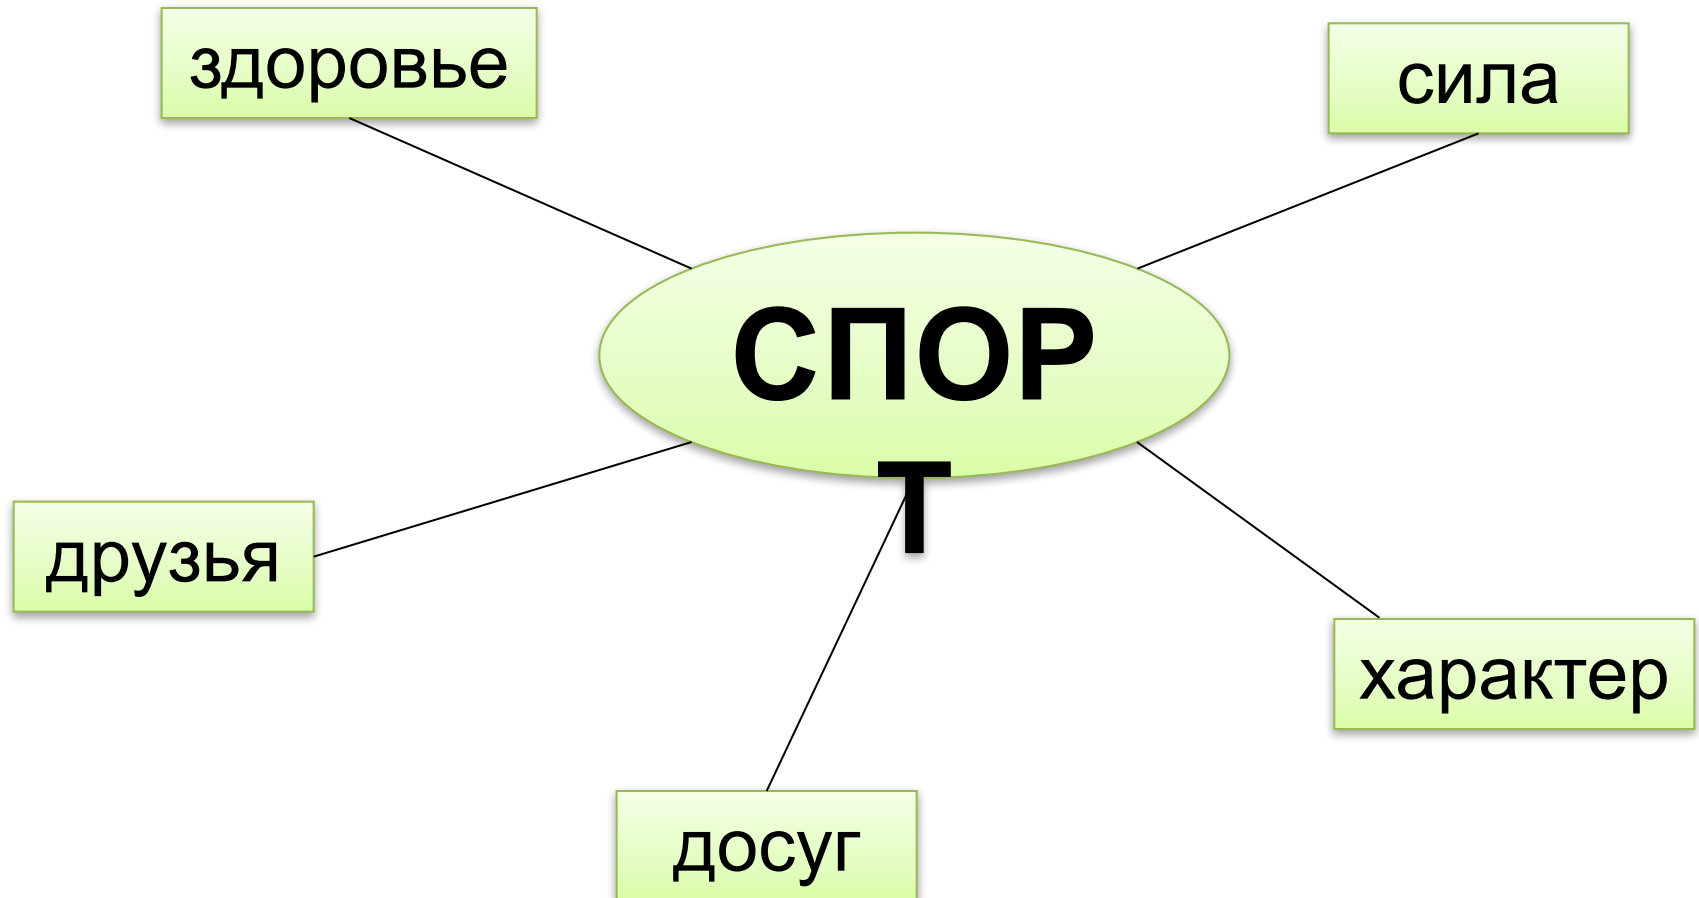 здоровье
сила
СПОР
Т
друзья
характер
досуг